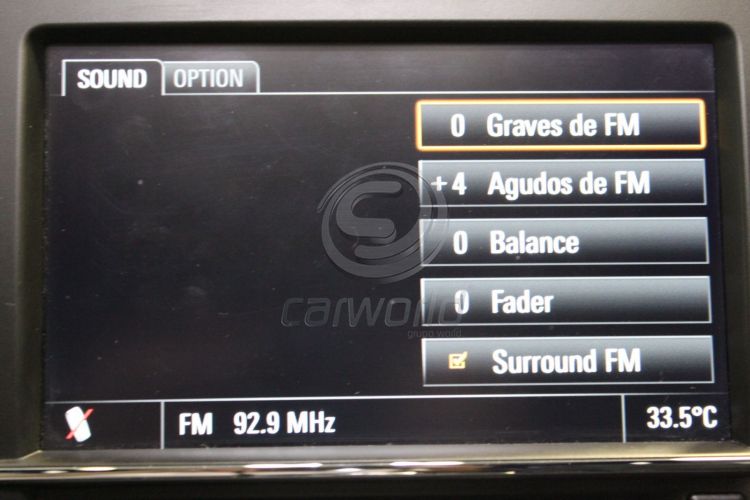 SOUND OPTION
0 Graves de FM
+4 Agudos de FM
0 Balance
0 Fader
Surround FM
carworld
grupo world
FM 92.9 MHz
33.5°C